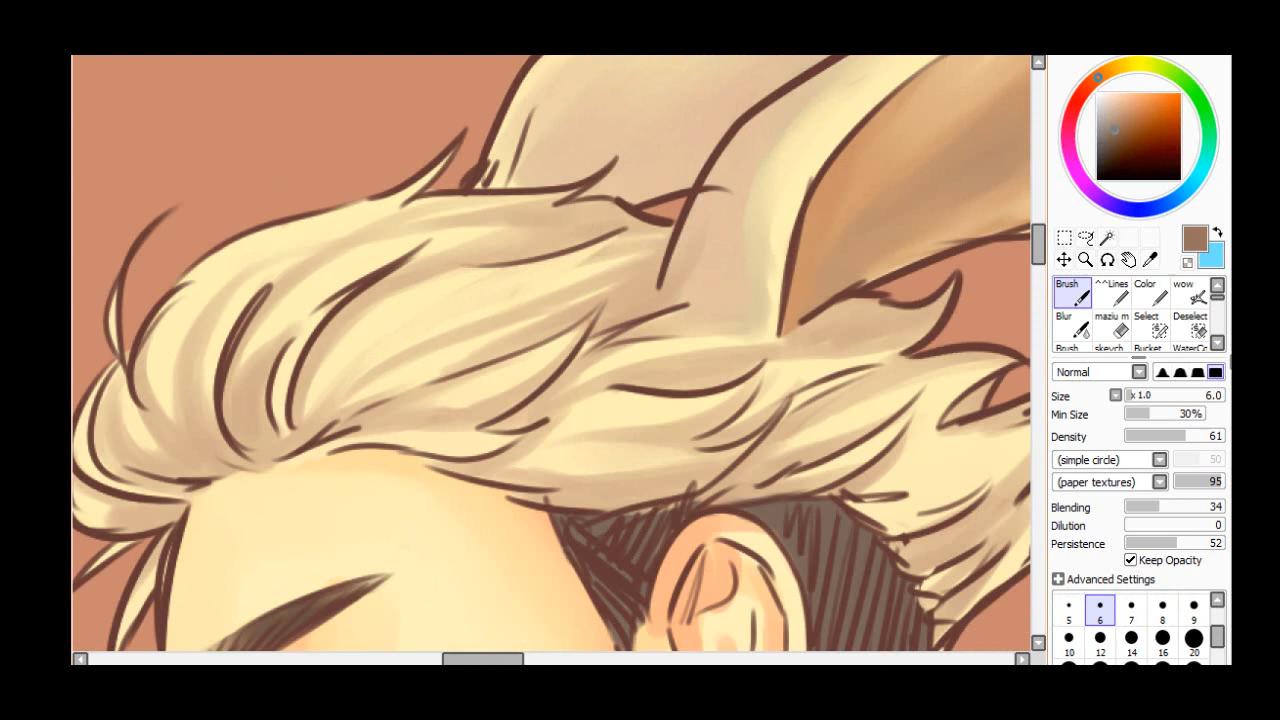 Brush ^^Lines Color wow
Blur maziu m Select Deselect
Brush skeych Bucket WaterCc
Normal
Size x 1.0 6.0
Min Size 30%
Density 61
(simple circle) 50
(paper textures) 95
Blending 34
Dilution 0
Persistence 52
Keep Opacity
Advanced Settings
5 6 7 8 9
10 12 14 16 20